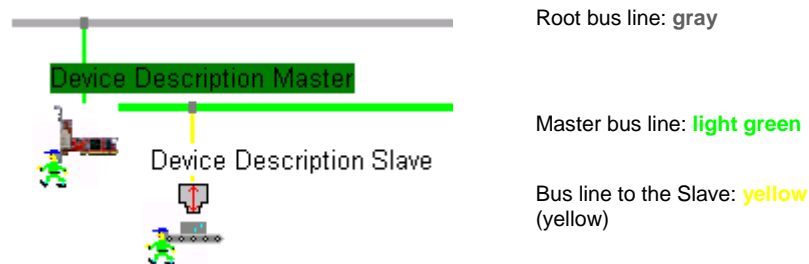 Root bus line: gray
Device Description Master
Master bus line: light green
Device Description Slave
Bus line to the Slave: yellow
(yellow)